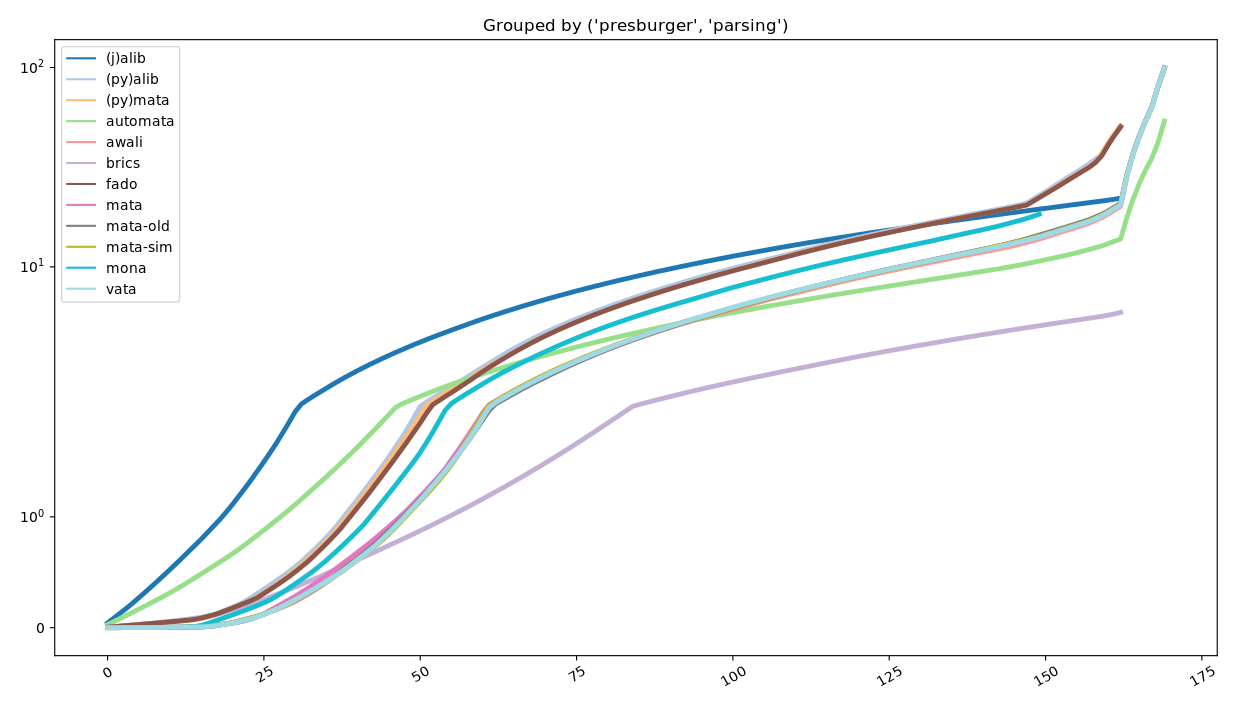 Grouped by ('presburger', 'parsing')
(j)alib
(py)alib
(py)mata
automata
awali
brics
fado
mata
mata-old
mata-sim
mona
vata
10²
10¹
10⁰
0
0
25
50
75
100
125
150
175